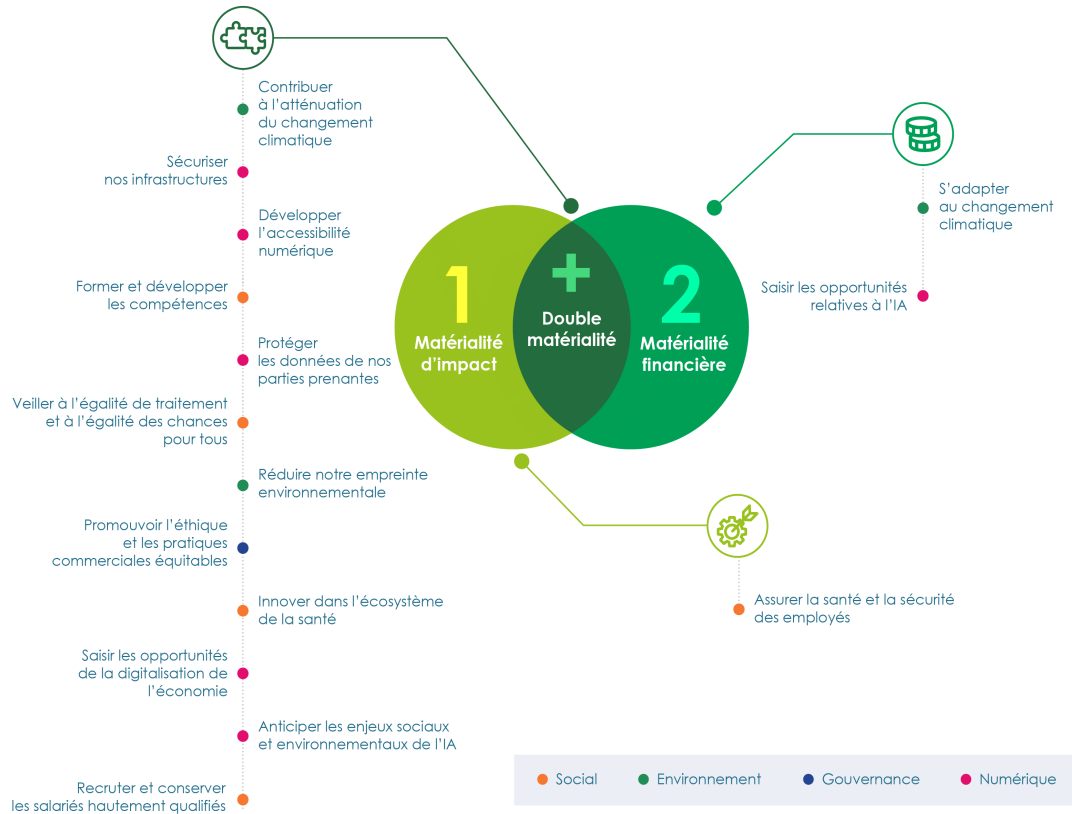 Contribuer
à l’atténuation
du changement
climatique
Sécuriser
nos infrastructures
Développer
l’accessibilité
numérique
Former et développer
les compétences
Protéger
les données de nos
parties prenantes
Veiller à l’égalité de traitement
et à l’égalité des chances
pour tous
Réduire notre empreinte
environnementale
Promouvoir l’éthique
et les pratiques
commerciales équitables
Innover dans l’écosystème
de la santé
Saisir les opportunités
de la digitalisation de
l’économie
Anticiper les enjeux sociaux
et environnementaux de l’IA
Recruter et conserver
les salariés hautement qualifiés
1
Matérialité
d’impact
+
Double
matérialité
2
Matérialité
financière
S’adapter
au changement
climatique
Saisir les opportunités
relatives à l’IA
Assurer la santé et la sécurité
des employés
Social
Environnement
Gouvernance
Numérique